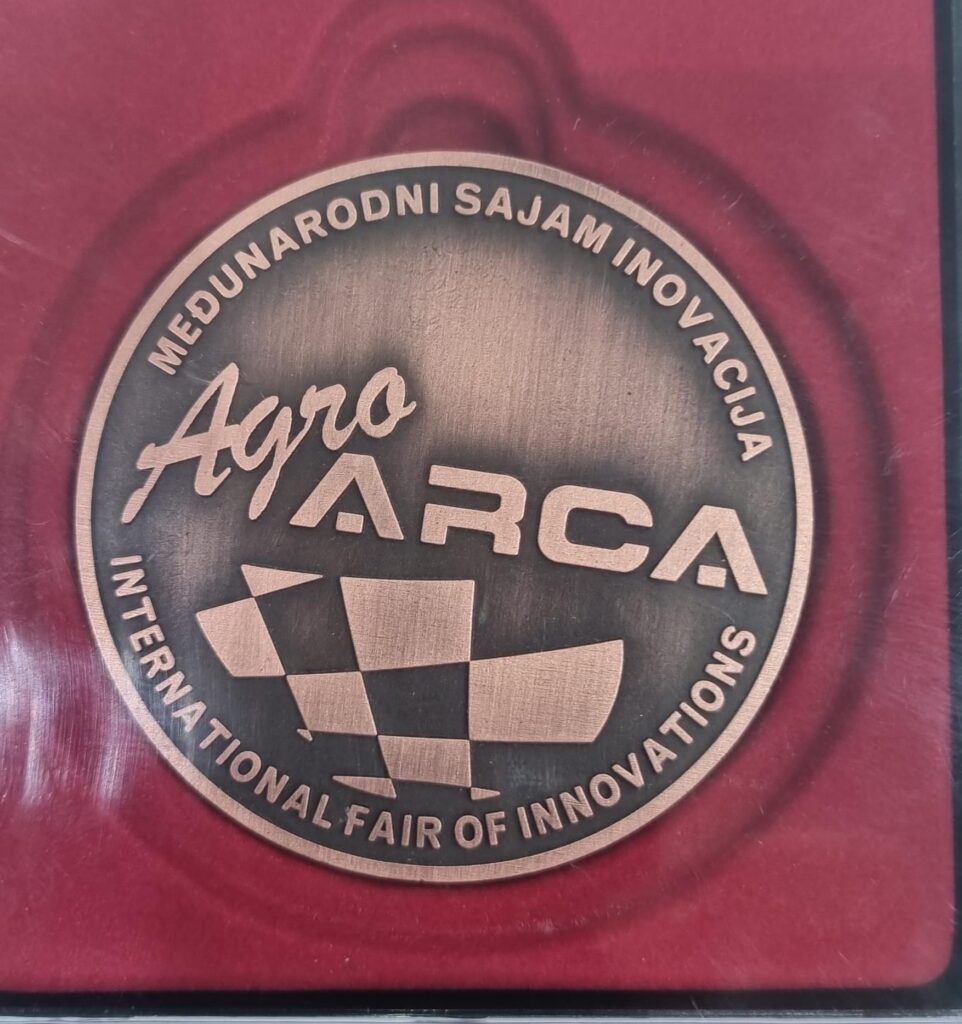 MEĐUNARODNI SAJAM INOVACIJA
Agro
ARCA
INTERNATIONAL FAIR OF INNOVATIONS